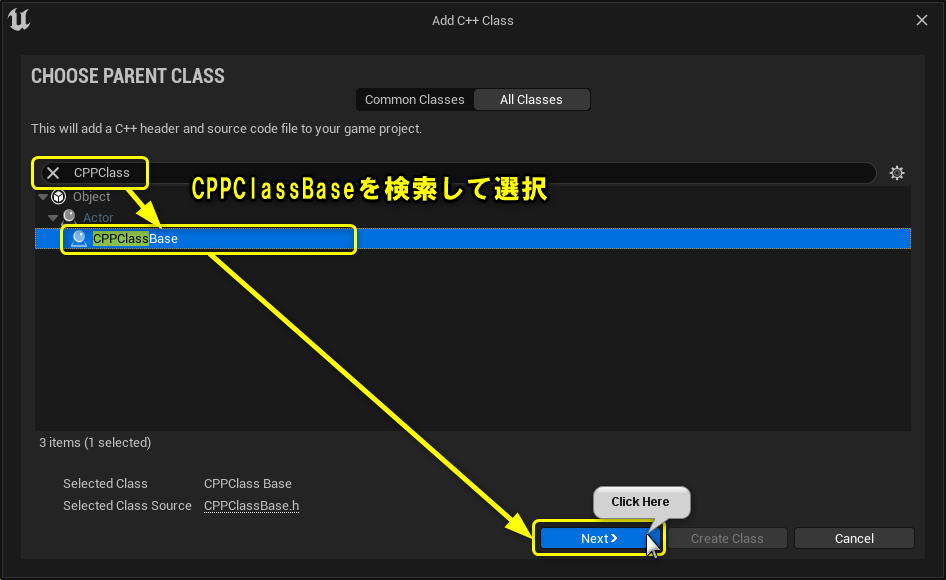 Add C++ Class
CHOOSE PARENT CLASS
Common Classes
All Classes
This will add a C++ header and source code file to your game project.
CPPClass
CPPClassBaseを検索して選択
Object
Actor
CPPClassBase
3 items (1 selected)
Selected Class
CPPClass Base
Selected Class Source
CPPClassBase.h
Click Here
Next
Create Class
Cancel